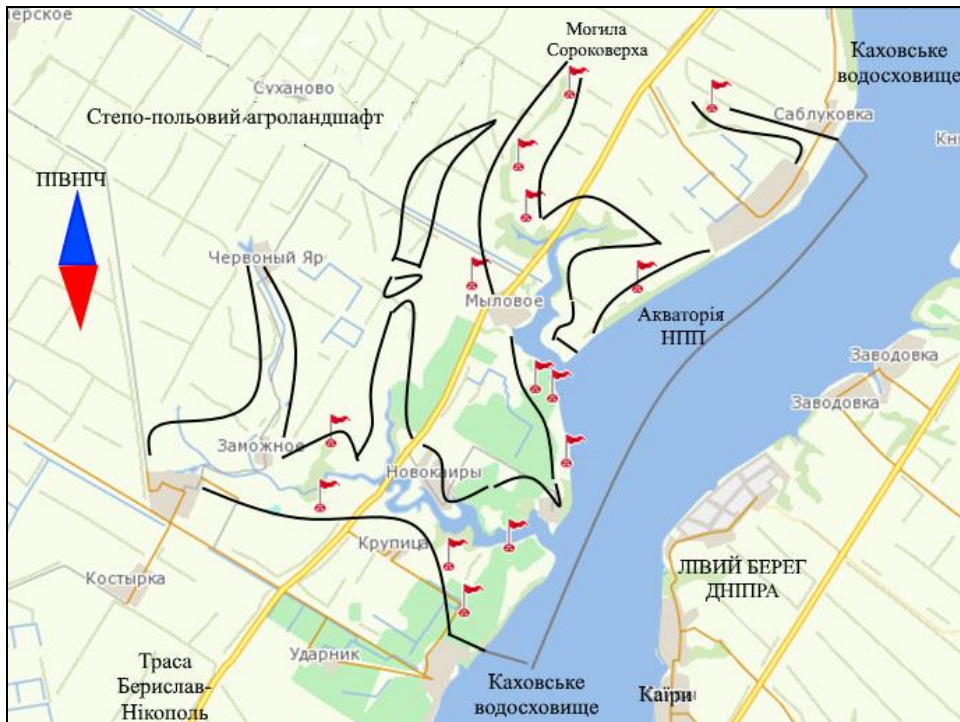 Могила
Сороковерха
Каховське
водосховище
Суханово
Степо-польовий агроландшафт
Саблуковка
ПІВНІЧ
Червоный Яр
Мыловое
Акваторія
НПП
Заводовка
Заводовка
Заможное
Новокаиры
Крупица
Костырка
ЛІВИЙ БЕРЕГ
ДНІПРА
Ударник
Траса
Берислав-
Нікополь
Каховське
водосховище
Каїри